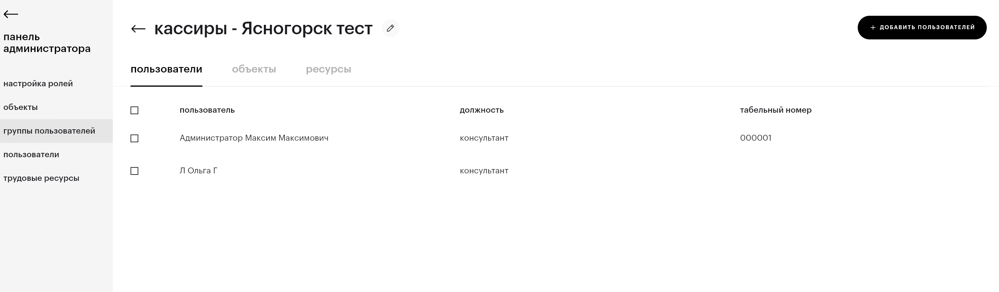 панель
администратора
настройка ролей
объекты
группы пользователей
пользователи
трудовые ресурсы
кассиры - Ясногорск тест
+ ДОБАВИТЬ ПОЛЬЗОВАТЕЛЕЙ
пользователи объекты ресурсы
пользователь должность табельный номер
Администратор Максим Максимович консультант 000001
Л Ольга Г консультант